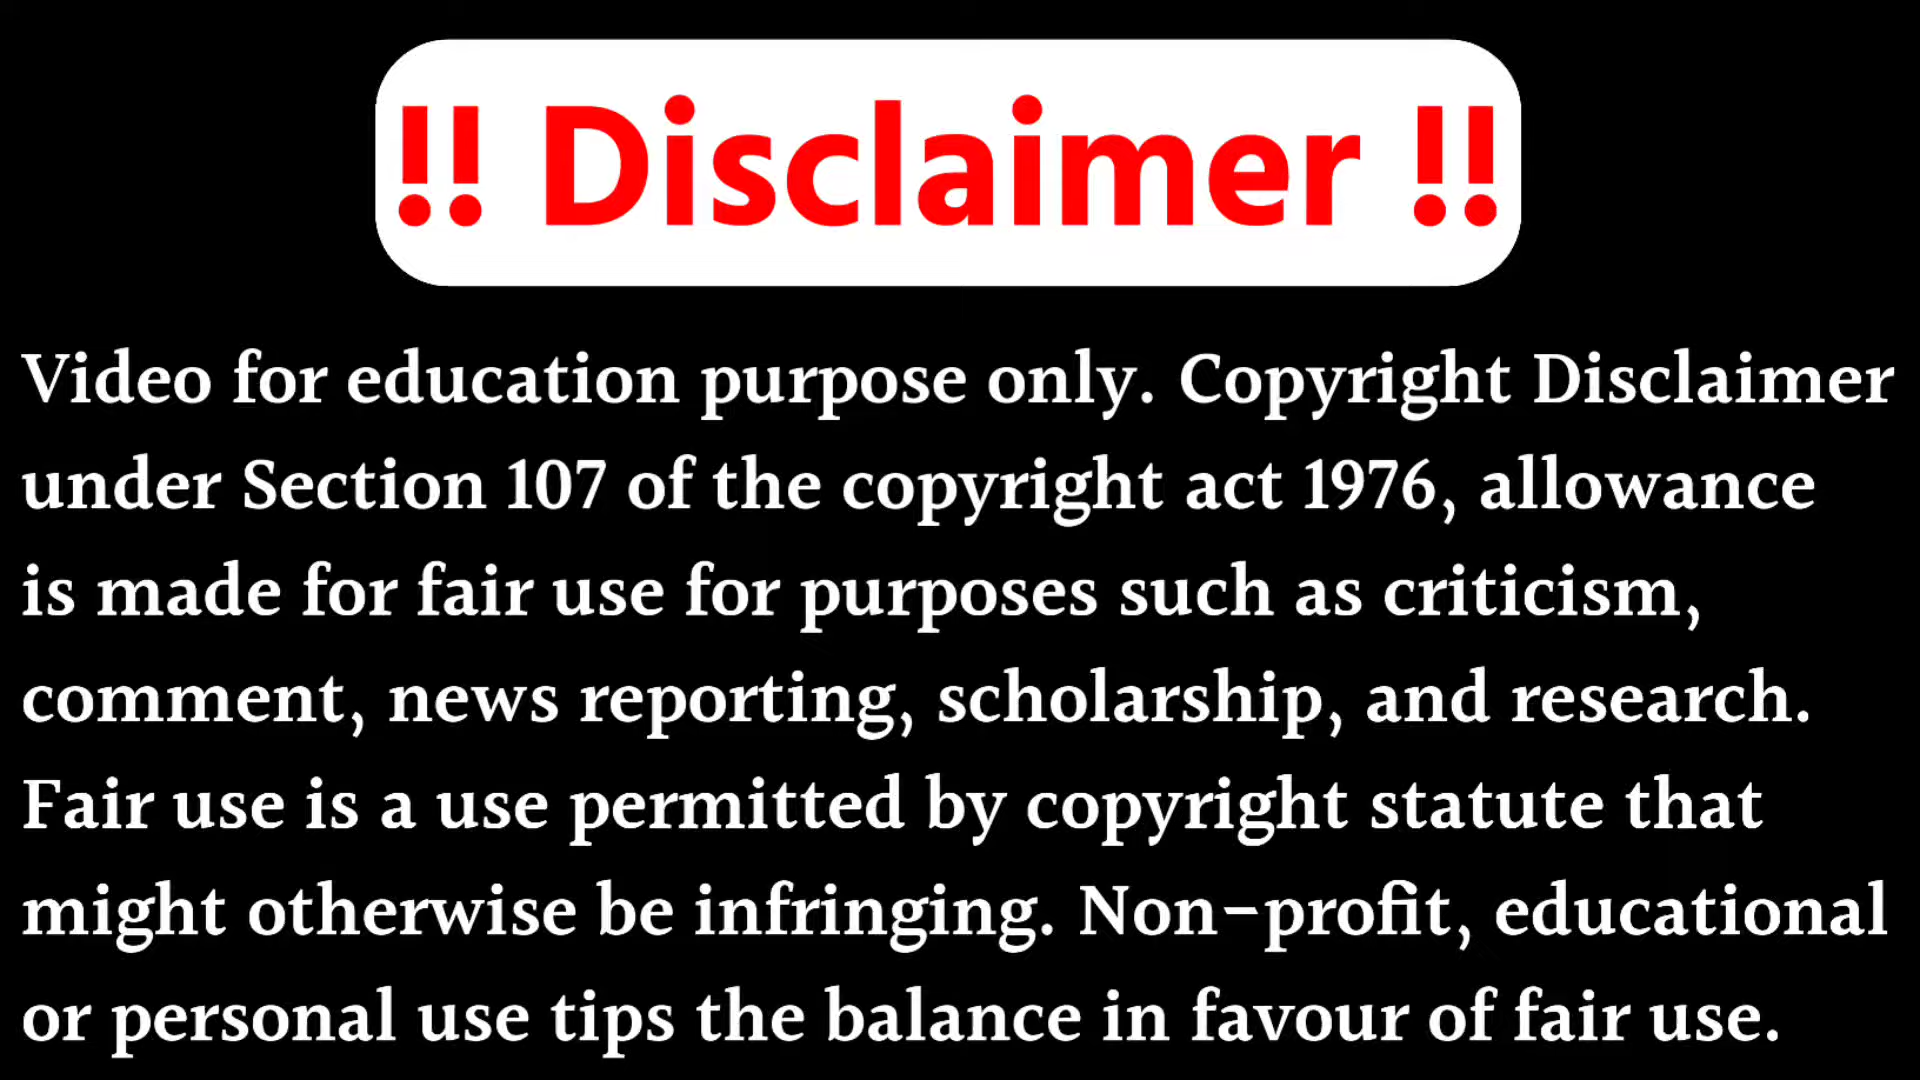 !! Disclaimer !!
Video for education purpose only. Copyright Disclaimer
under Section 107 of the copyright act 1976, allowance
is made for fair use for purposes such as criticism,
comment, news reporting, scholarship, and research.
Fair use is a use permitted by copyright statute that
might otherwise be infringing. Non-profit, educational
or personal use tips the balance in favour of fair use.